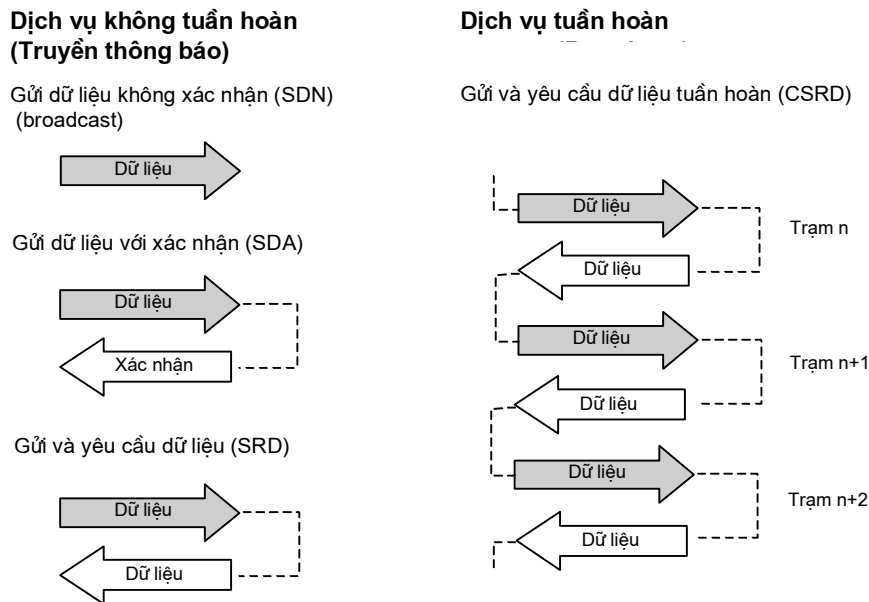 Dịch vụ không tuần hoàn
(Truyền thông báo)
Gửi dữ liệu không xác nhận (SDN)
(broadcast)
Dữ liệu
Gửi dữ liệu với xác nhận (SDA)
Dữ liệu
Xác nhận
Gửi và yêu cầu dữ liệu (SRD)
Dữ liệu
Dữ liệu
Dịch vụ tuần hoàn
Gửi và yêu cầu dữ liệu tuần hoàn (CSRD)
Dữ liệu
Trạm n
Dữ liệu
Dữ liệu
Trạm n+1
Dữ liệu
Dữ liệu
Trạm n+2
Dữ liệu